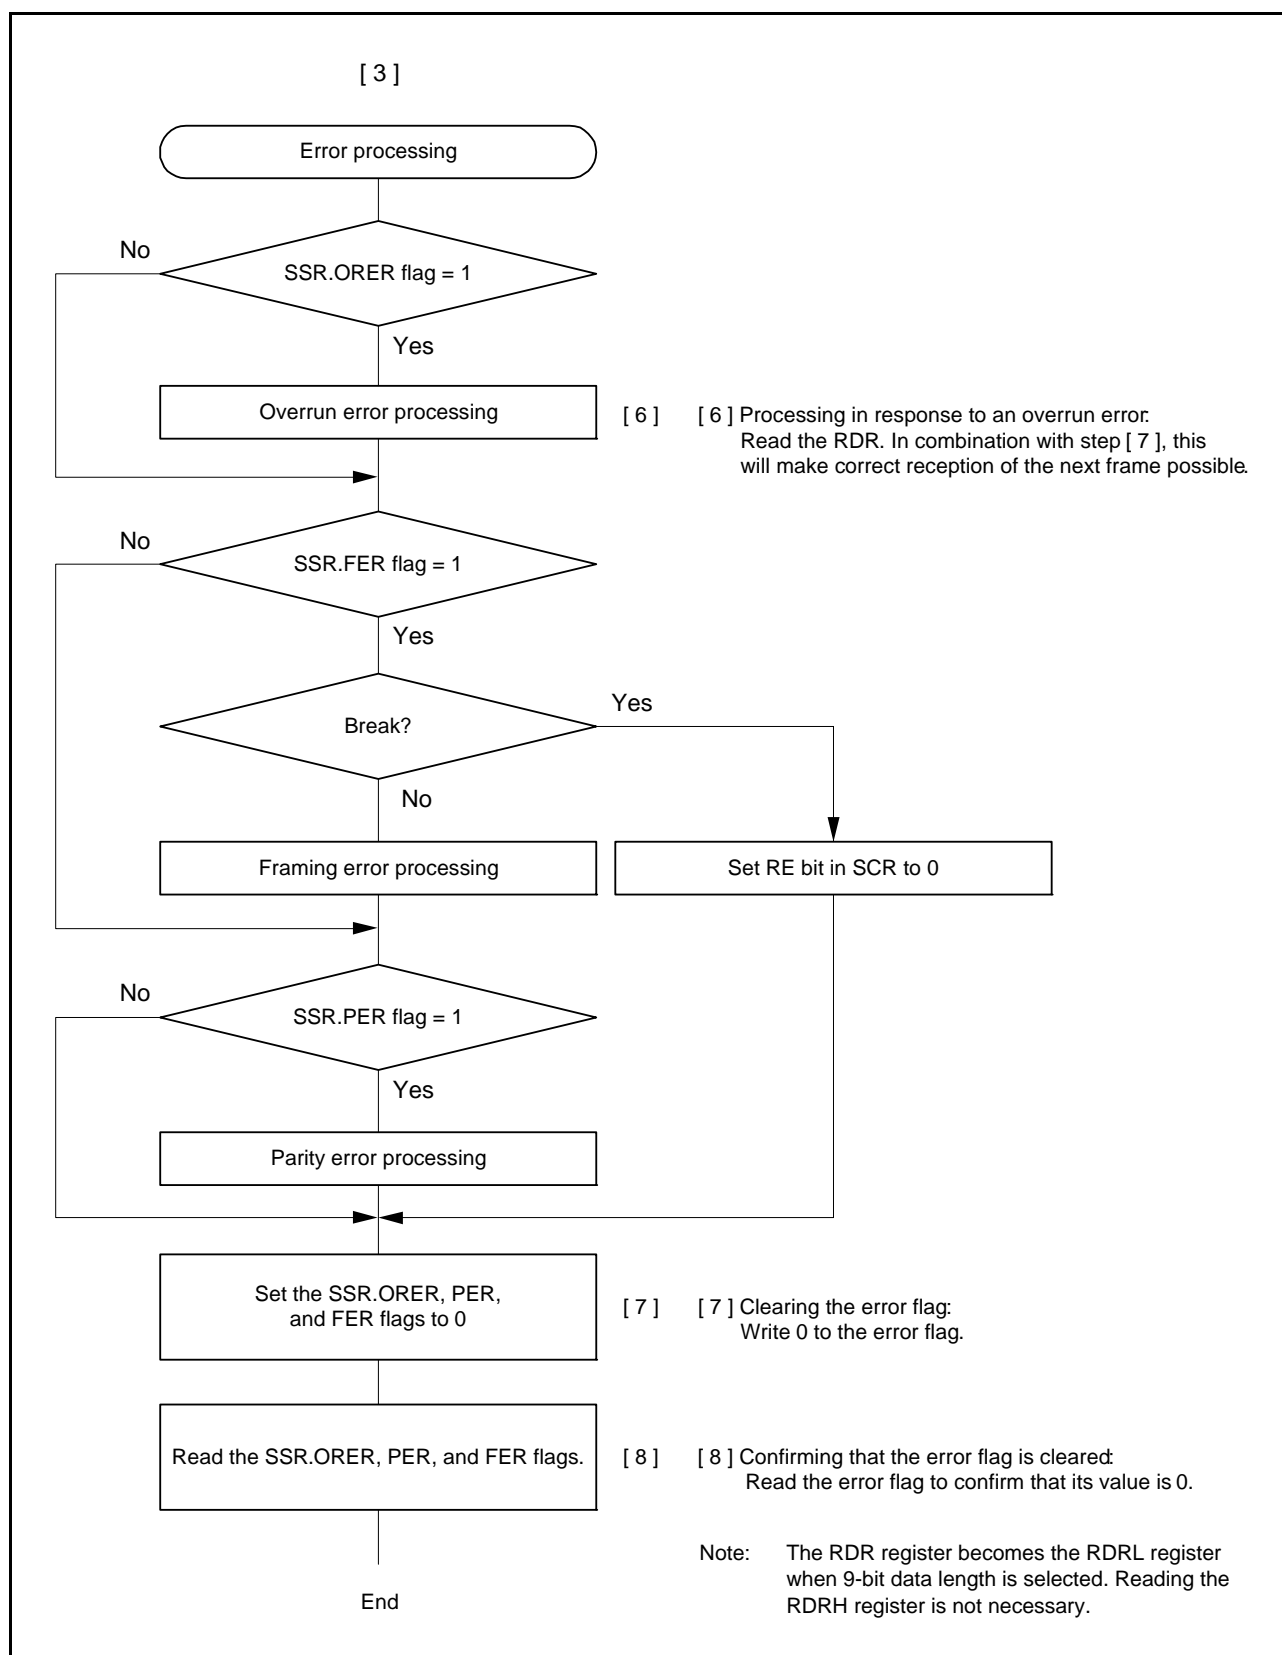 [ 3 ]
Error processing
No
SSR.ORER flag = 1
Yes
Overrun error processing
[ 6 ]
[ 6 ] Processing in response to an overrun error:
Read the RDR. In combination with step [ 7 ], this
will make correct reception of the next frame possible.
No
SSR.FER flag = 1
Yes
Break?
Yes
No
Framing error processing
Set RE bit in SCR to 0
No
SSR.PER flag = 1
Yes
Parity error processing
Set the SSR.ORER, PER,
and FER flags to 0
[ 7 ]
[ 7 ] Clearing the error flag:
Write 0 to the error flag.
Read the SSR.ORER, PER, and FER flags.
[ 8 ]
[ 8 ] Confirming that the error flag is cleared:
Read the error flag to confirm that its value is 0.
End
Note: The RDR register becomes the RDRL register
when 9-bit data length is selected. Reading the
RDRH register is not necessary.